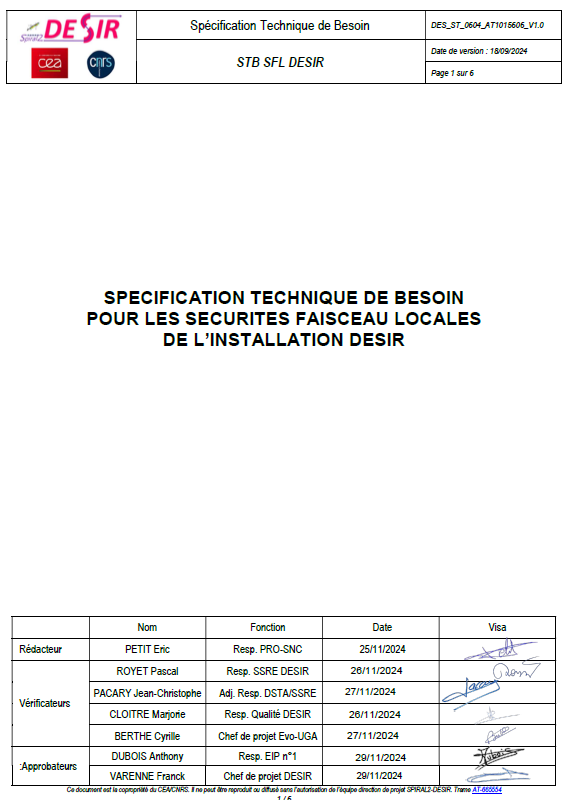 Spiral2 DESIR
cea cnrs
Spécification Technique de Besoin
STB SFL DESIR
DES_ST_0604_AT1015606_V1.0
Date de version : 18/09/2024
Page 1 sur 6
SPECIFICATION TECHNIQUE DE BESOIN
POUR LES SECURITES FAISCEAU LOCALES
DE L’INSTALLATION DESIR
Nom Fonction Date Visa
Rédacteur PETIT Eric Resp. PRO-SNC 25/11/2024
Vérificateurs
ROYET Pascal Resp. SSRE DESIR 26/11/2024
PACARY Jean-Christophe Adj. Resp. DSTA/SSRE 27/11/2024
CLOITRE Marjorie Resp. Qualité DESIR 26/11/2024
BERTHE Cyrille Chef de projet Evo-UGA 27/11/2024
:Approbateurs
DUBOIS Anthony Resp. EIP n°1 29/11/2024
VARENNE Franck Chef de projet DESIR 29/11/2024
Ce document est la copropriété du CEA/CNRS. Il ne peut être reproduit ou diffusé sans l'autorisation de l'équipe direction de projet SPIRAL2-DESIR. Trame AT-665554
1 / 6